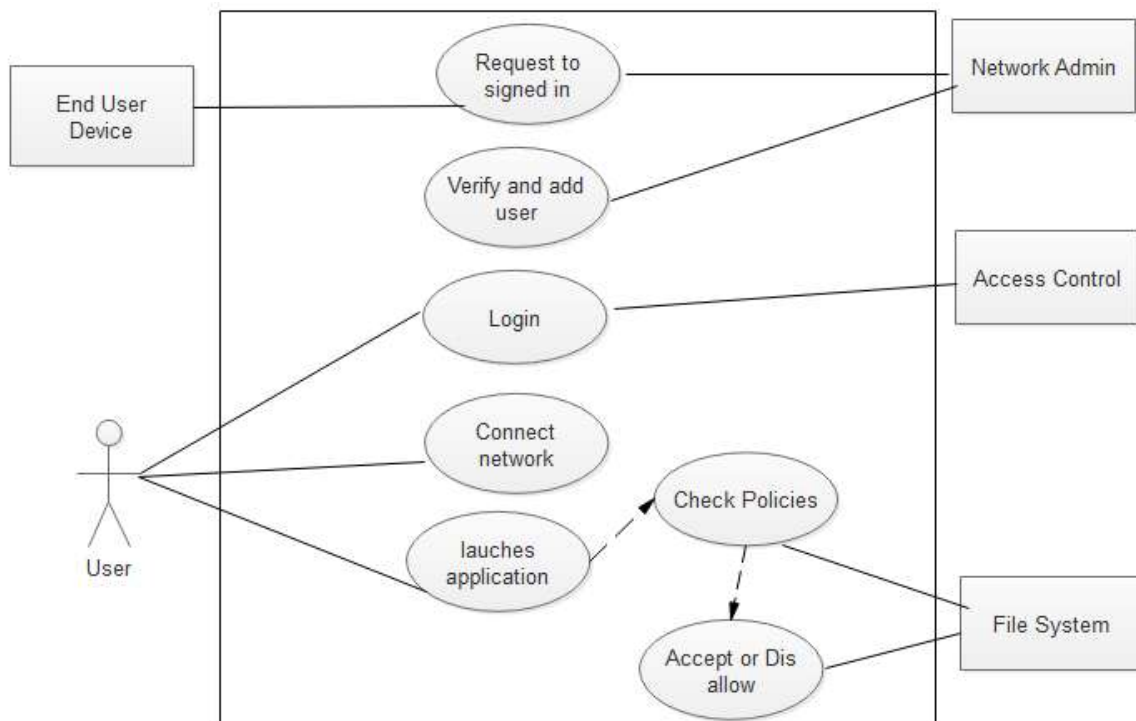 Request to
signed in
Network Admin
End User
Device
Verify and add
user
Access Control
Login
Connect
network
Check Policies
lauches
application
User
File System
Accept or Dis
allow